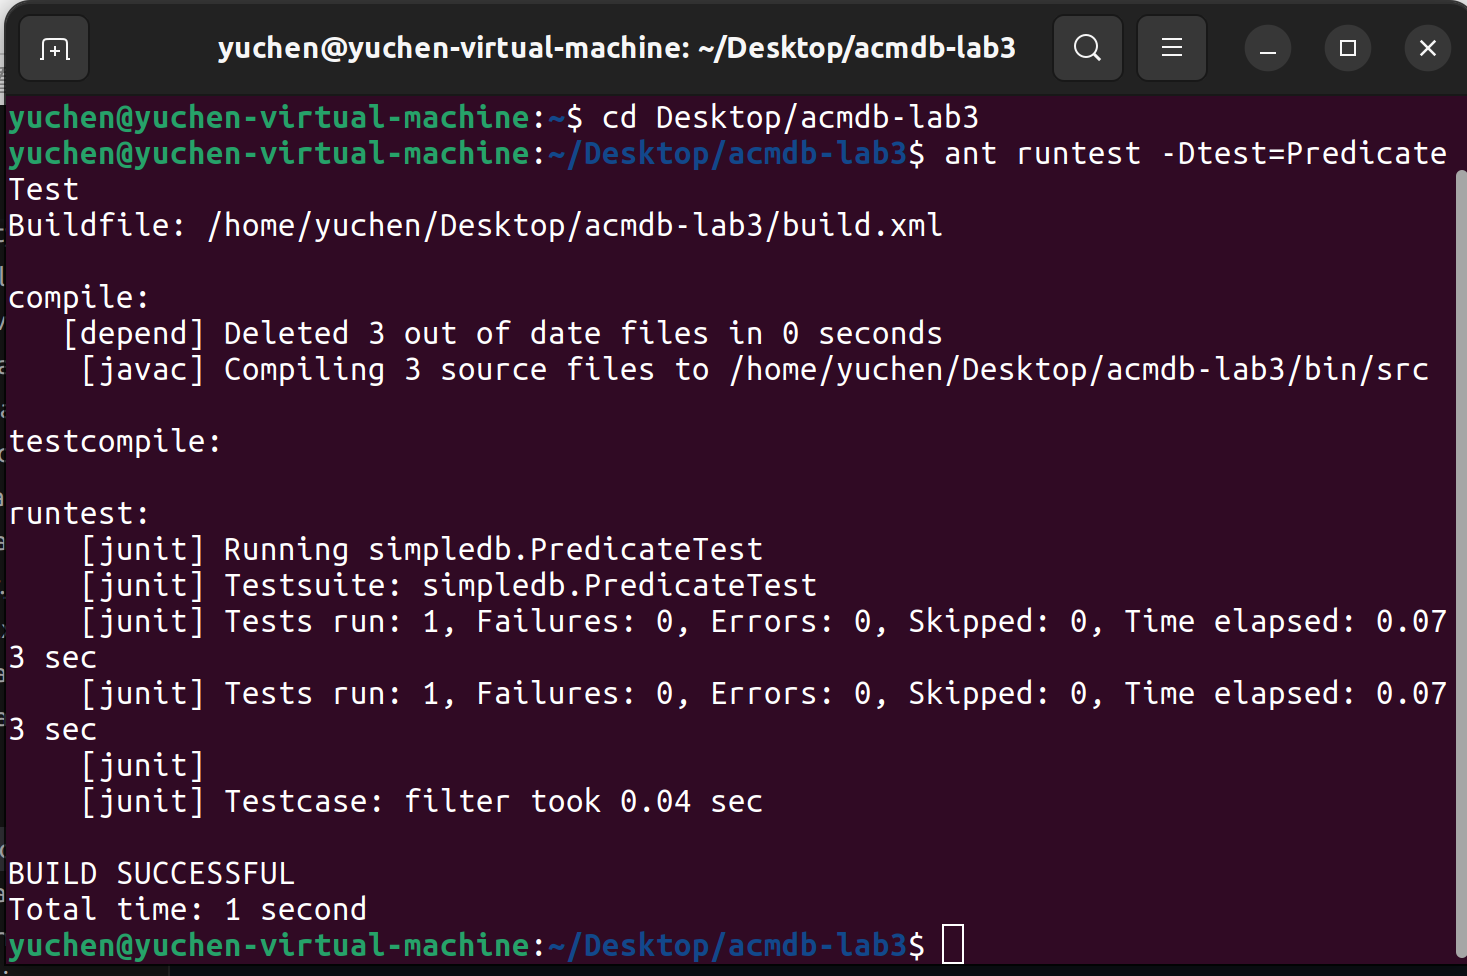 yuchen@yuchen-virtual-machine: ~/Desktop/acmdb-lab3
yuchen@yuchen-virtual-machine:~$ cd Desktop/acmdb-lab3
yuchen@yuchen-virtual-machine:~/Desktop/acmdb-lab3$ ant runtest -Dtest=Predicate
Test
Buildfile: /home/yuchen/Desktop/acmdb-lab3/build.xml
compile:
[depend] Deleted 3 out of date files in 0 seconds
[javac] Compiling 3 source files to /home/yuchen/Desktop/acmdb-lab3/bin/src
testcompile:
runtest:
[junit] Running simpledb.PredicateTest
[junit] Testsuite: simpledb.PredicateTest
[junit] Tests run: 1, Failures: 0, Errors: 0, Skipped: 0, Time elapsed: 0.07
3 sec
[junit] Tests run: 1, Failures: 0, Errors: 0, Skipped: 0, Time elapsed: 0.07
3 sec
[junit]
[junit] Testcase: filter took 0.04 sec
BUILD SUCCESSFUL
Total time: 1 second
yuchen@yuchen-virtual-machine:~/Desktop/acmdb-lab3$